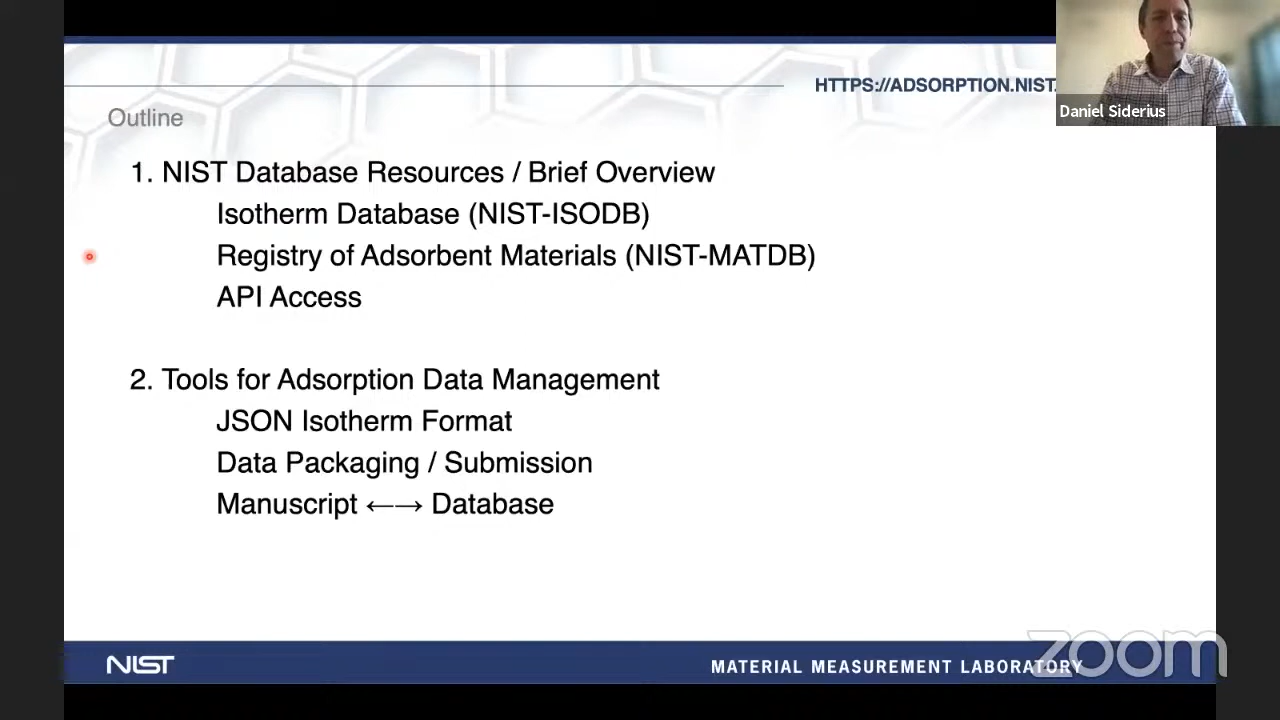 HTTPS://ADSORPTION.NIST.
Daniel Siderius
Outline
1. NIST Database Resources / Brief Overview
Isotherm Database (NIST-ISODB)
Registry of Adsorbent Materials (NIST-MATDB)
API Access
2. Tools for Adsorption Data Management
JSON Isotherm Format
Data Packaging / Submission
Manuscript ←→ Database
NIST
MATERIAL MEASUREMENT LABORATORY
zoom